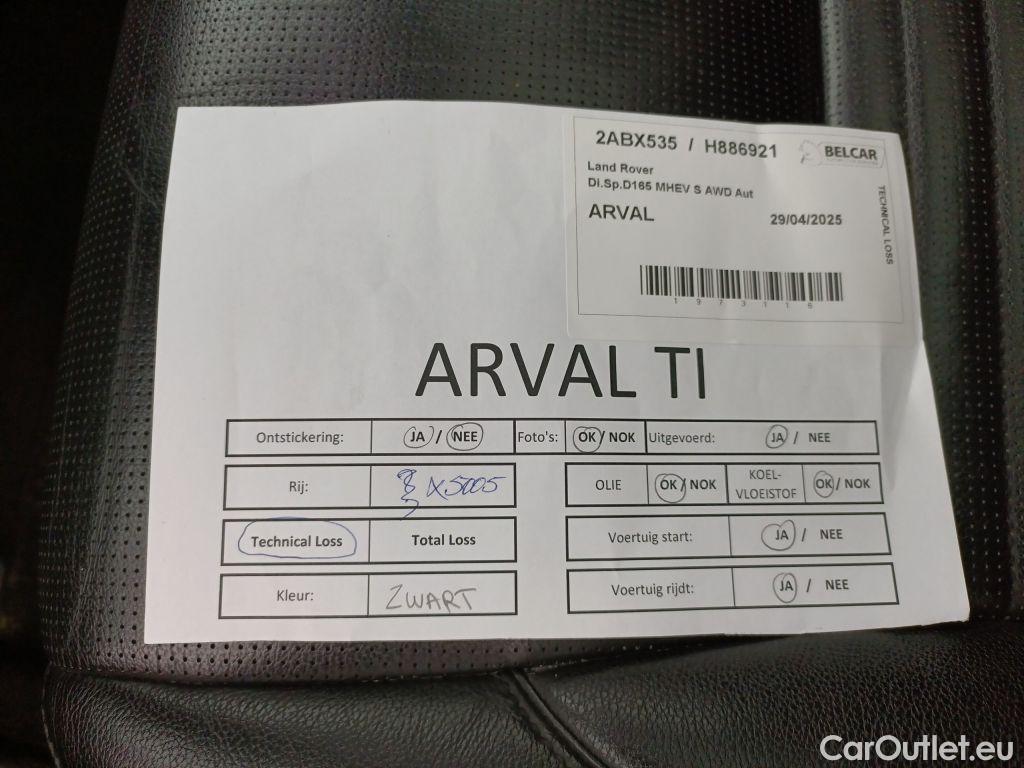 2ABX535 / H886921
BELCAR
Land Rover
Di.Sp.D165 MHEV S AWD Aut
ARVAL
29/04/2025
TECHNICAL LOSS
1973116
ARVAL TI
Ontstickering: JA / NEE Foto's: OK/ NOK Uitgevoerd: JA / NEE
Rij: X5005
OLIE OK/ NOK KOEL-VLOEISTOF OK/ NOK
Technical Loss Total Loss
Voertuig start: JA / NEE
Kleur: ZWART
Voertuig rijdt: JA / NEE
CarOutlet.eu